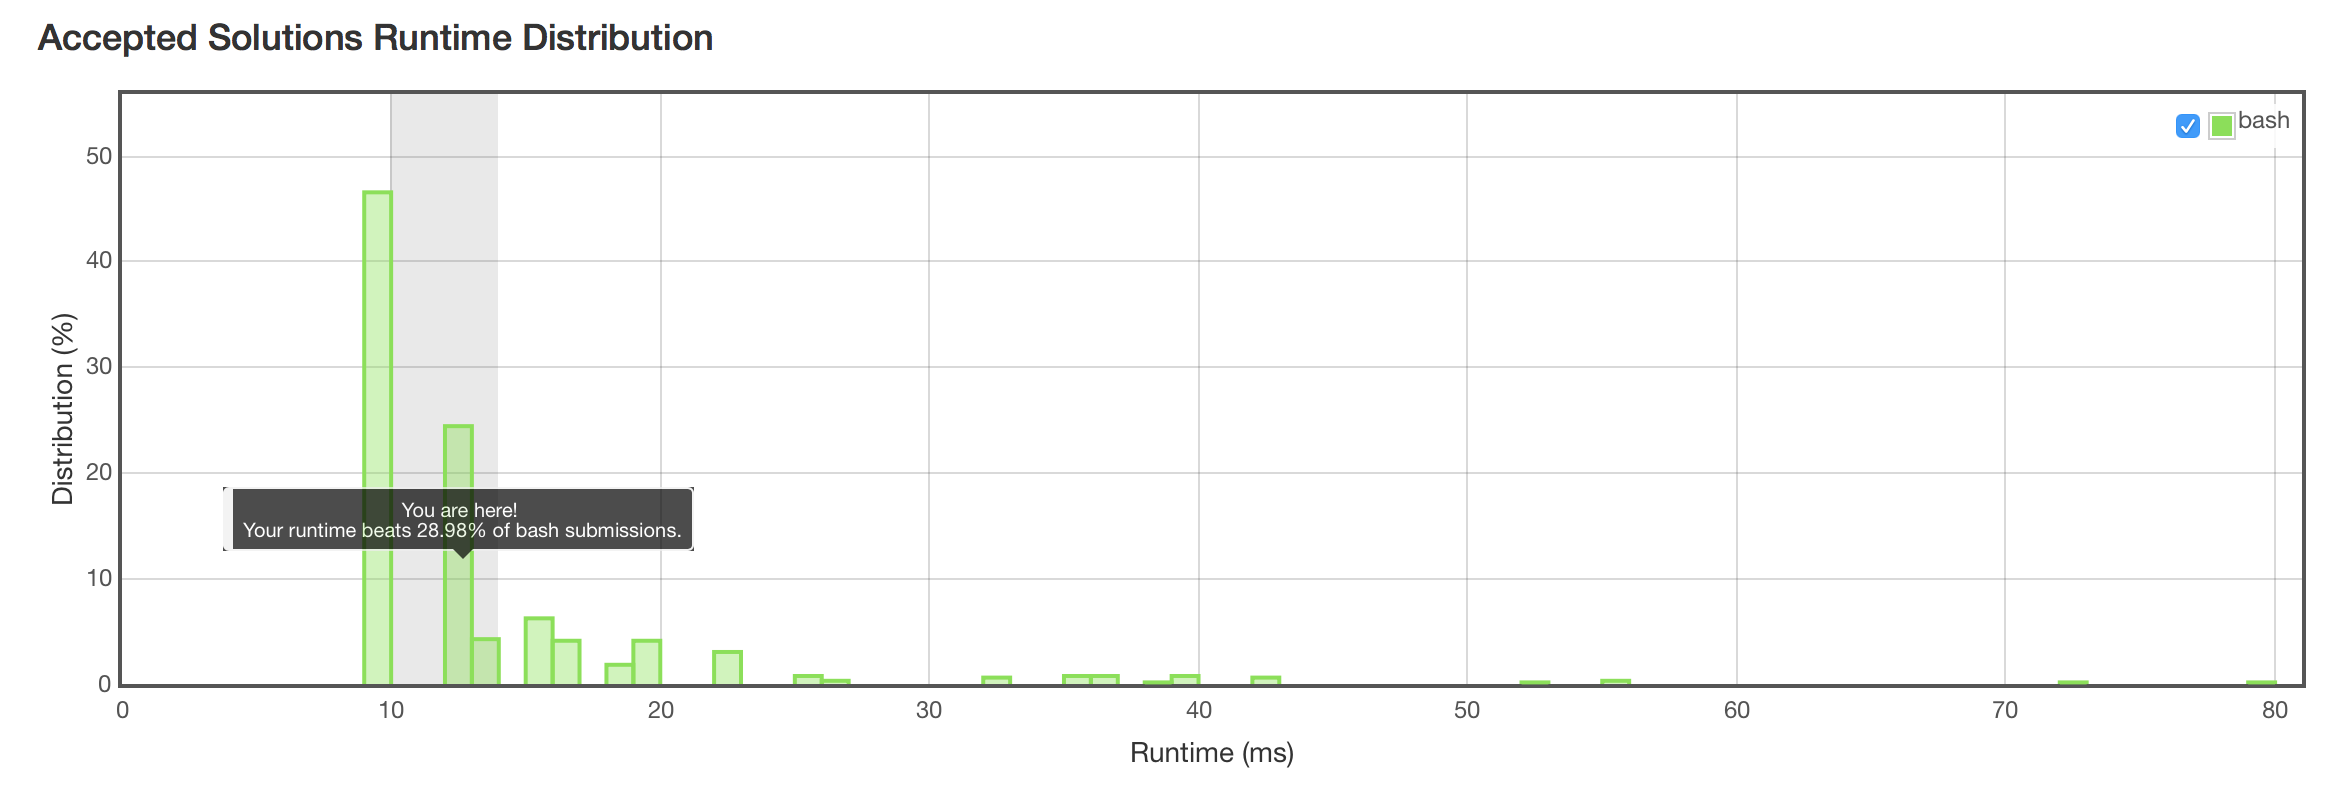 Accepted Solutions Runtime Distribution
bash
Distribution (%)
50
40
30
20
10
0
You are here!
Your runtime beats 28.98% of bash submissions.
0 10 20 30 40 50 60 70 80
Runtime (ms)